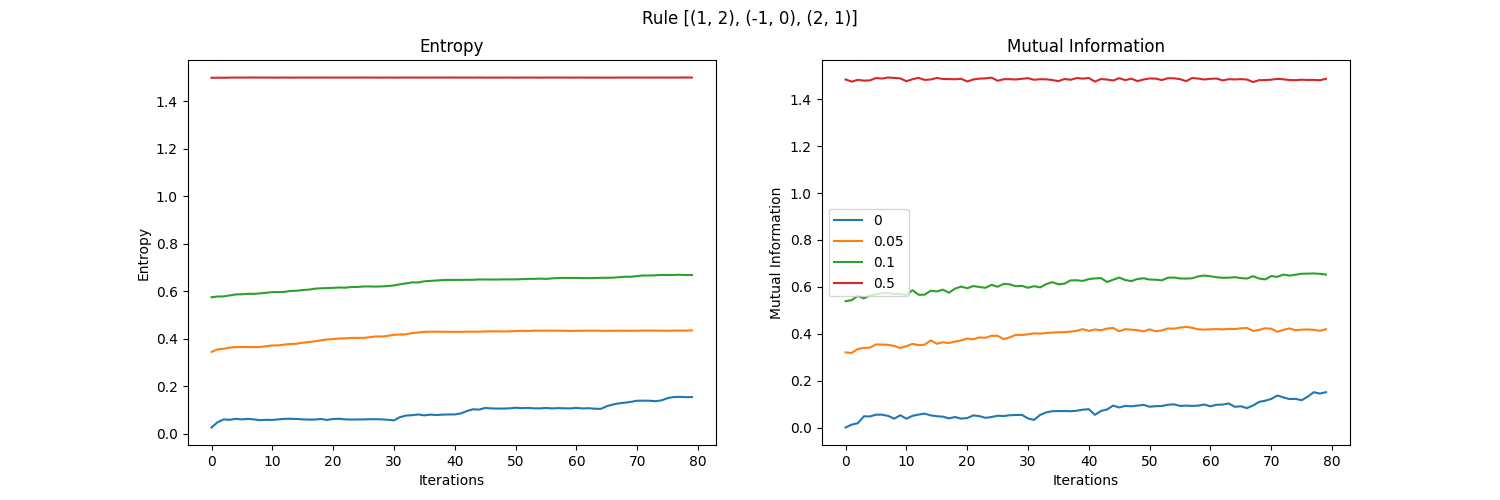 Rule [(1, 2), (-1, 0), (2, 1)]
Entropy
Entropy
1.4
1.2
1.0
0.8
0.6
0.4
0.2
0.0
0 10 20 30 40 50 60 70 80
Iterations
Mutual Information
Mutual Information
1.4
1.2
1.0
0.8
0.6
0.4
0.2
0.0
0
0.05
0.1
0.5
0 10 20 30 40 50 60 70 80
Iterations